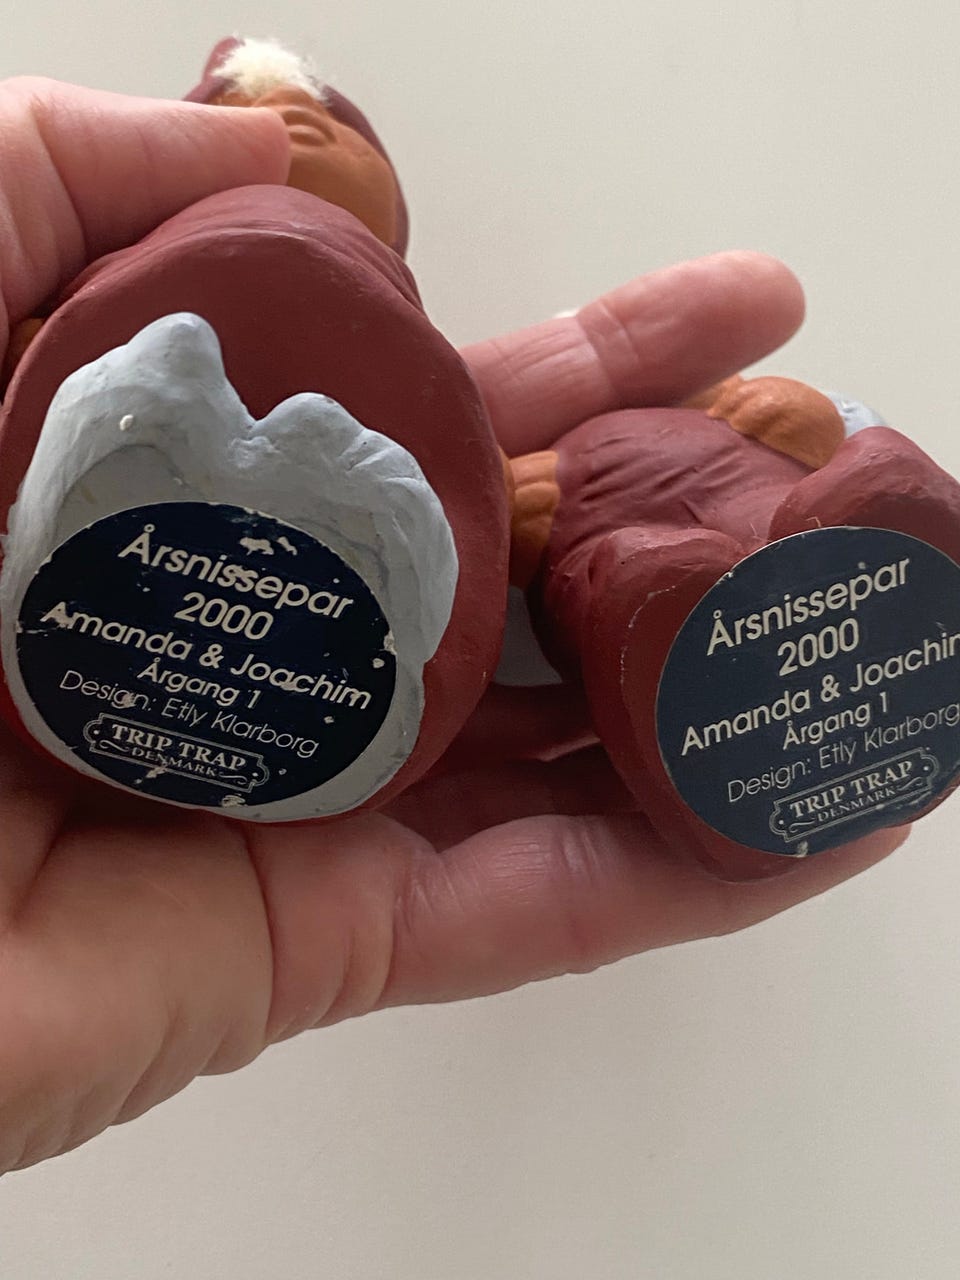 Årsnissepar
2000
Amanda & Joachim
Årgang 1
Design: Etly Klarborg
TRIP TRAP
DENMARK
Årsnissepar
2000
Amanda & Joachim
Årgang 1
Design: Etly Klarborg
TRIP TRAP
DENMARK